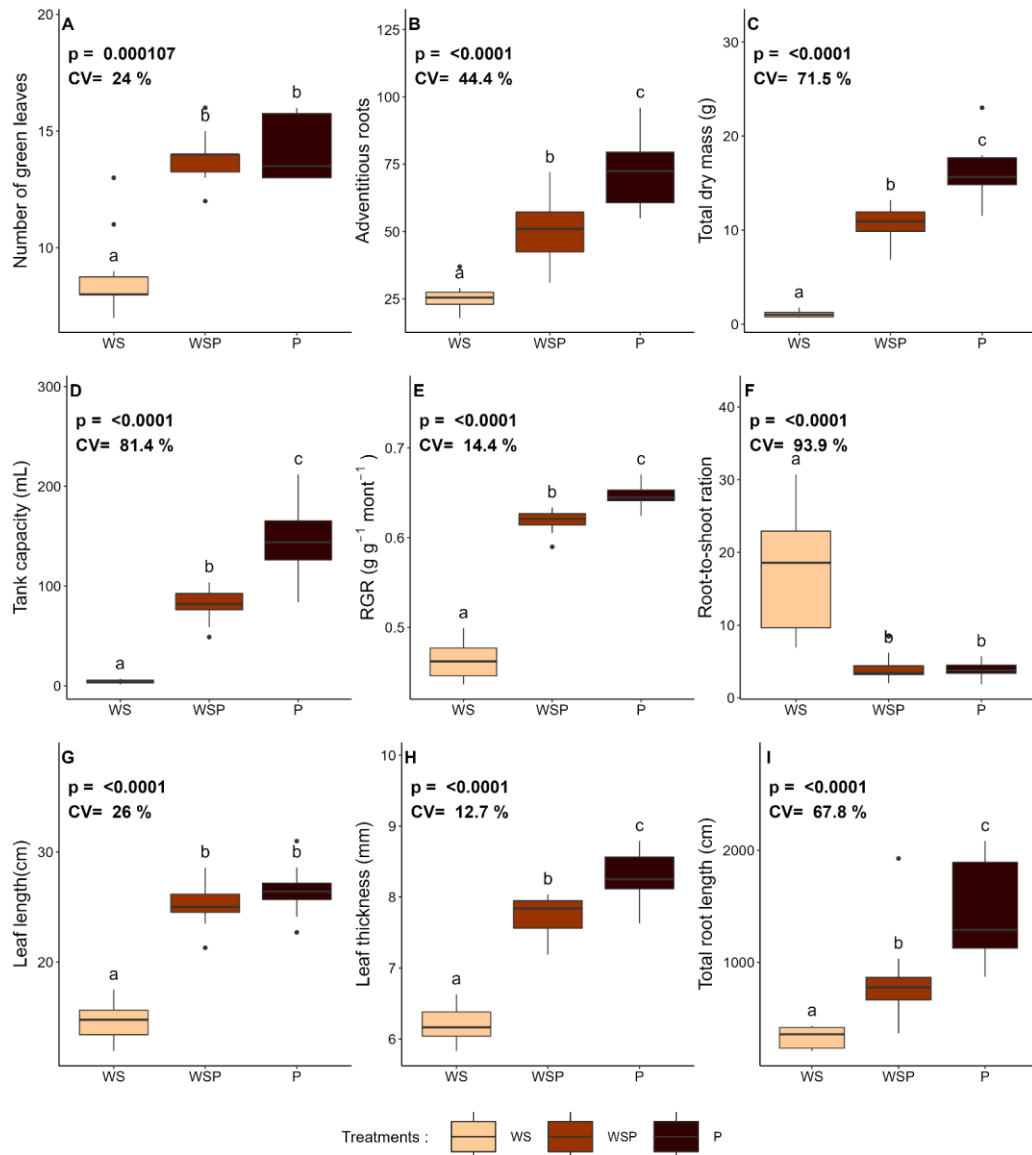 A
p = 0.000107
CV= 24 %
Number of green leaves
20
15
10
a
b
b
WS
WSP
P
B
p = <0.0001
CV= 44.4 %
Adventitious roots
125
100
75
50
25
a
b
c
WS
WSP
P
C
p = <0.0001
CV= 71.5 %
Total dry mass (g)
30
20
10
0
a
b
c
WS
WSP
P
D
p = <0.0001
CV= 81.4 %
Tank capacity (mL)
300
200
100
0
a
b
c
WS
WSP
P
E
p = <0.0001
CV= 14.4 %
RGR (g g⁻¹ mont⁻¹)
0.7
0.6
0.5
a
b
c
WS
WSP
P
F
p = <0.0001
CV= 93.9 %
Root-to-shoot ration
40
30
20
10
0
a
b
b
WS
WSP
P
G
p = <0.0001
CV= 26 %
Leaf length(cm)
30
20
a
b
b
WS
WSP
P
H
p = <0.0001
CV= 12.7 %
Leaf thickness (mm)
10
9
8
7
6
a
b
c
WS
WSP
P
I
p = <0.0001
CV= 67.8 %
Total root length (cm)
2000
1000
a
b
c
WS
WSP
P
Treatments : WS WSP P